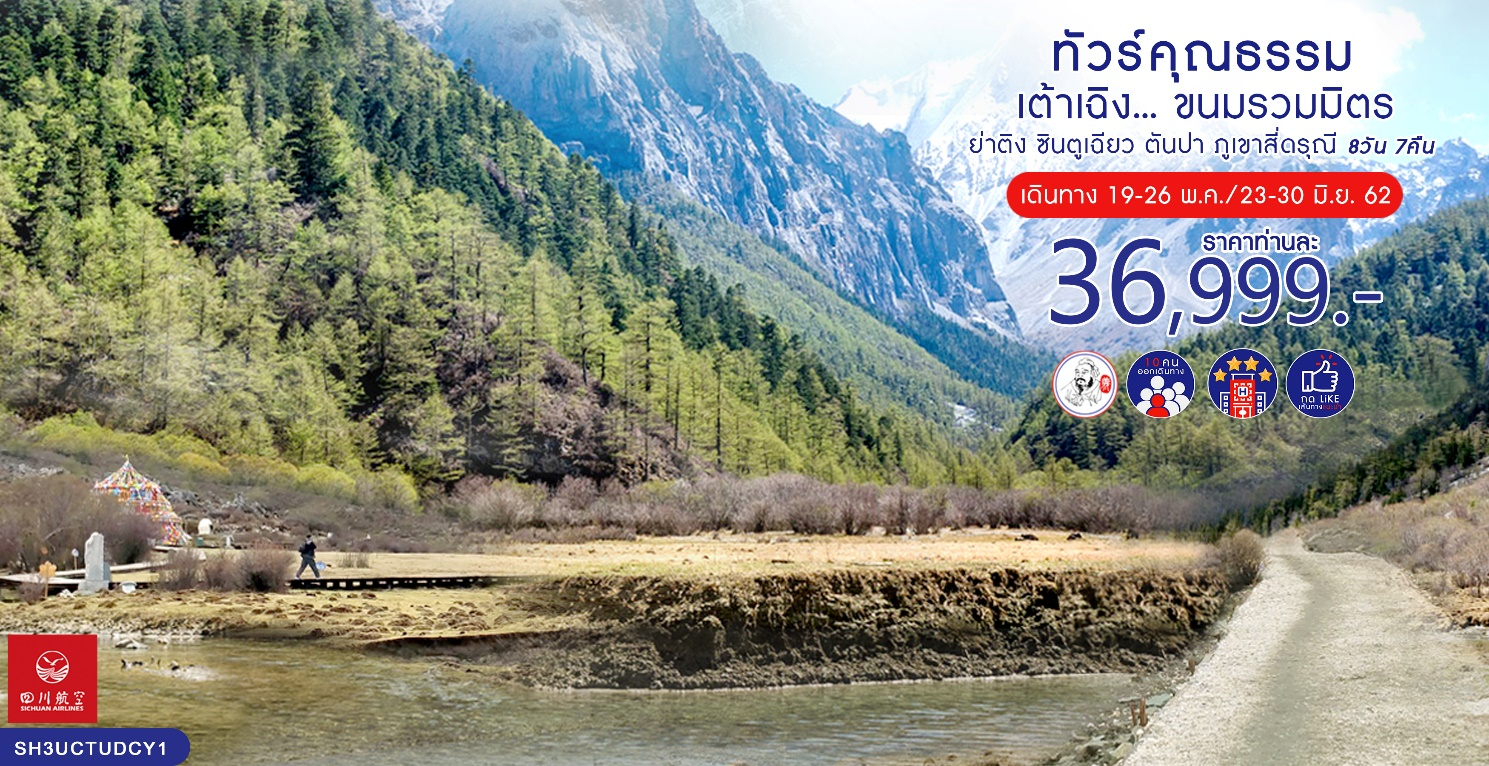 ทัวร์คุณธรรม
เต้าเฉิง... ขนมรวมมิตร
ย่าติง ซินตูเฉียว ตันปา ภูเขาสี่ดรุณี 8วัน 7คืน
เดินทาง 19-26 พ.ค./23-30 มิ.ย. 62
ราคาท่านละ
36,999.-
10คน
ออกเดินทาง
H
กด LIKE
四川航空
SICHUAN AIRLINES
SH3UCTUDCY1